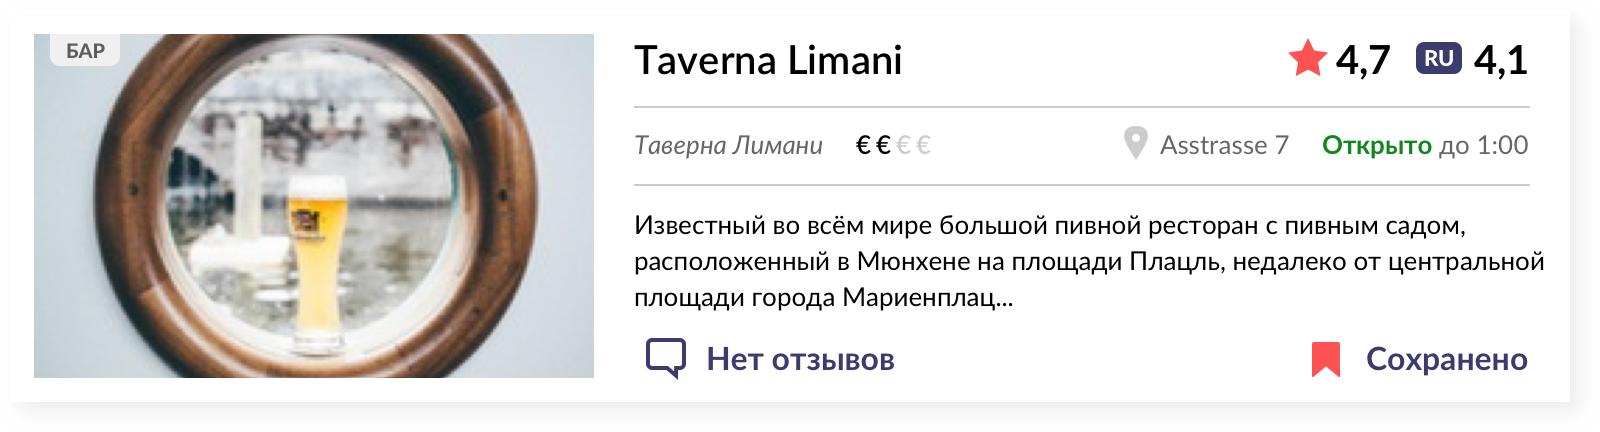 БАР
Taverna Limani
4,7 RU 4,1
Таверна Лимани €€€€ Asstrasse 7 Открыто до 1:00
Известный во всём мире большой пивной ресторан с пивным садом,
расположенный в Мюнхене на площади Плацль, недалеко от центральной
площади города Мариенплац...
Нет отзывов Сохранено